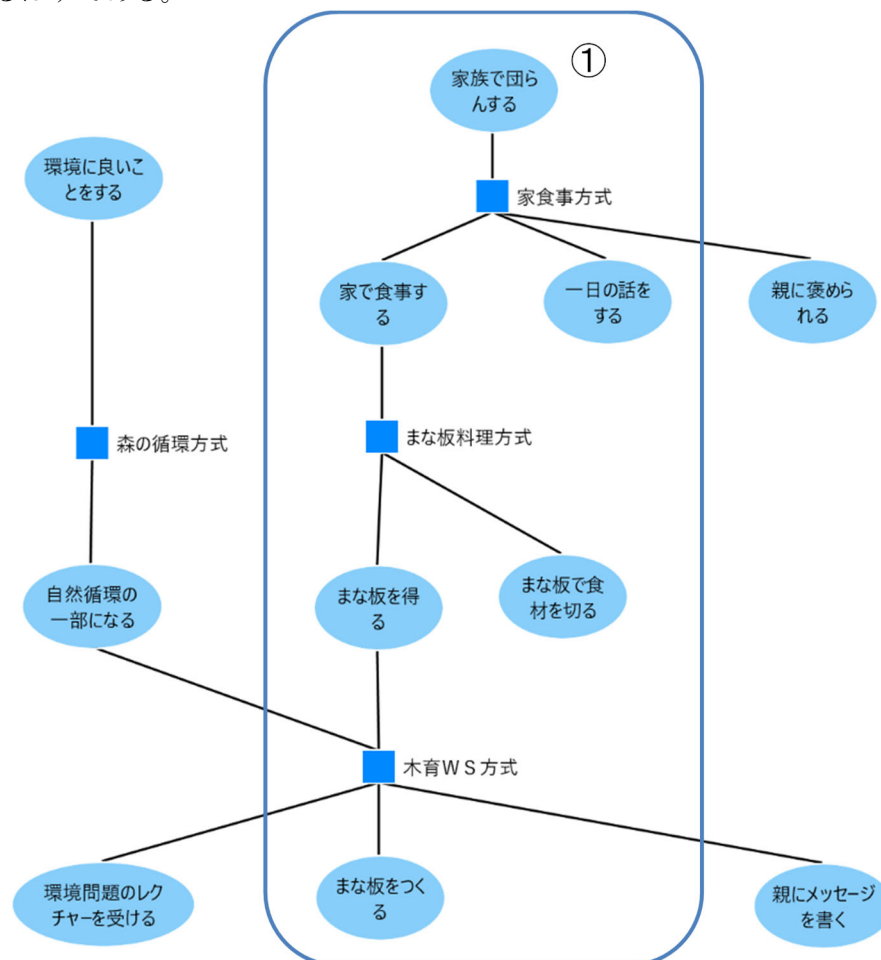 ①
家族で団ら
んする
環境に良いこ
とをする
家食事方式
家で食事す
る
一日の話を
する
親に褒めら
れる
森の循環方式
まな板料理方式
自然循環の
一部になる
まな板を得
る
まな板で食
材を切る
木育WS方式
環境問題のレク
チャーを受ける
まな板をつく
る
親にメッセージ
を書く